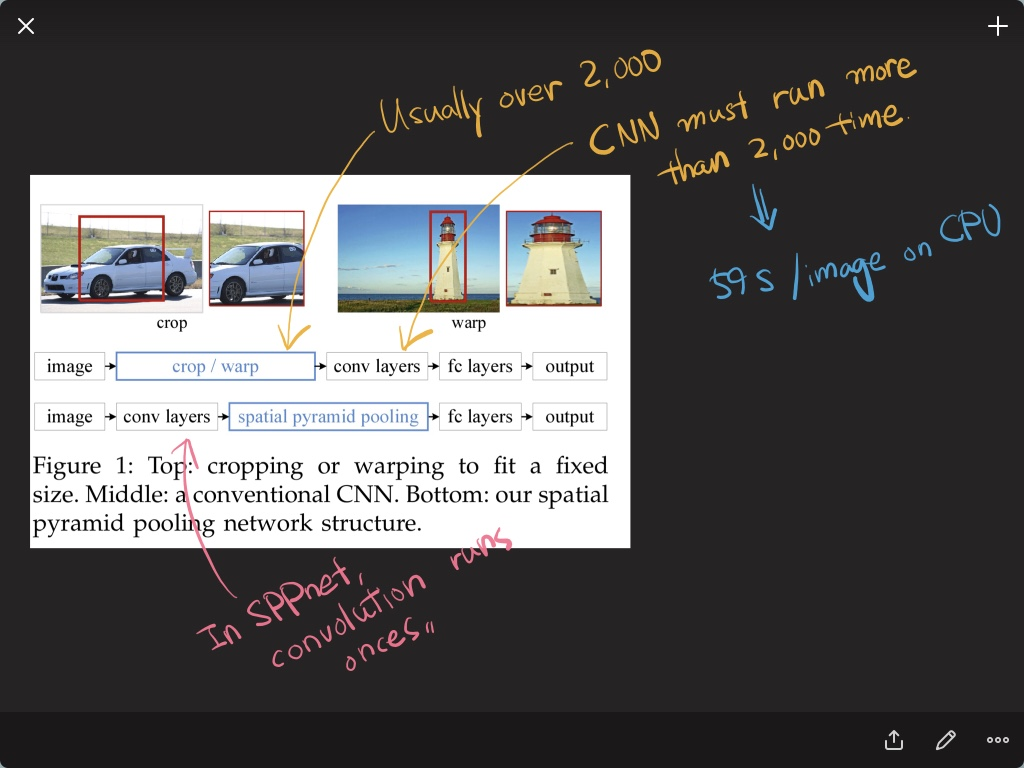 Usually over 2,000
CNN must run more
than 2,000 time.
59 s /image on CPU
crop
warp
image crop / warp conv layers fc layers output
image conv layers spatial pyramid pooling fc layers output
Figure 1: Top: cropping or warping to fit a fixed
size. Middle: a conventional CNN. Bottom: our spatial
pyramid pooling network structure.
In SPPnet,
convolution runs
onces,,